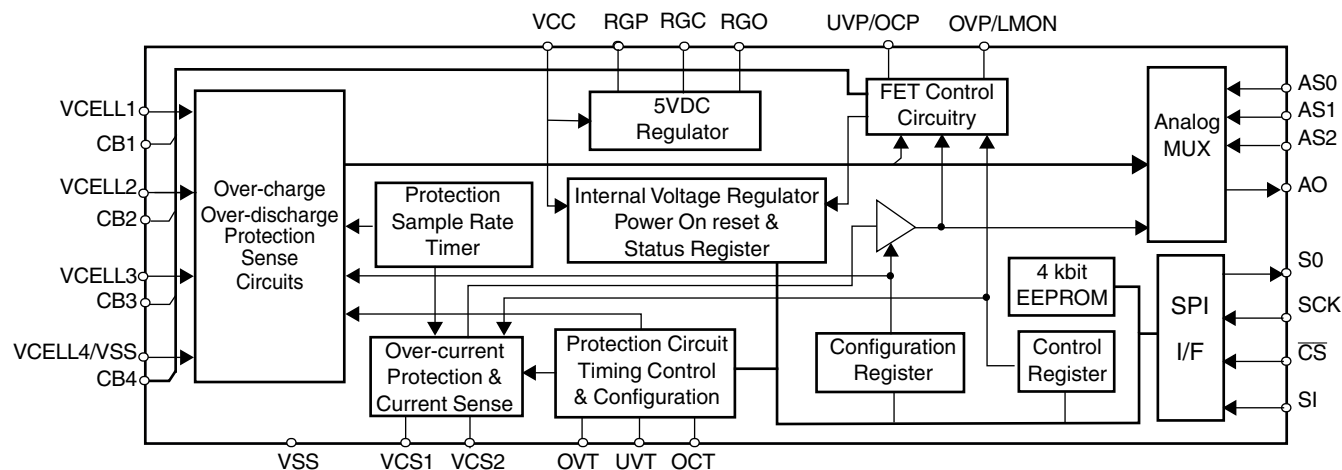 VCC
RGP
RGC
RGO
UVP/OCP
OVP/LMON
VCELL1
CB1
VCELL2
CB2
VCELL3
CB3
VCELL4/VSS
CB4
Over-charge
Over-discharge
Protection
Sense
Circuits
5VDC
Regulator
FET Control
Circuitry
Analog
MUX
AS0
AS1
AS2
AO
Protection
Sample Rate
Timer
Internal Voltage Regulator
Power On reset &
Status Register
4 kbit
EEPROM
SPI
I/F
S0
SCK
CS
SI
Over-current
Protection &
Current Sense
Protection Circuit
Timing Control
& Configuration
Configuration
Register
Control
Register
VSS
VCS1
VCS2
OVT
UVT
OCT